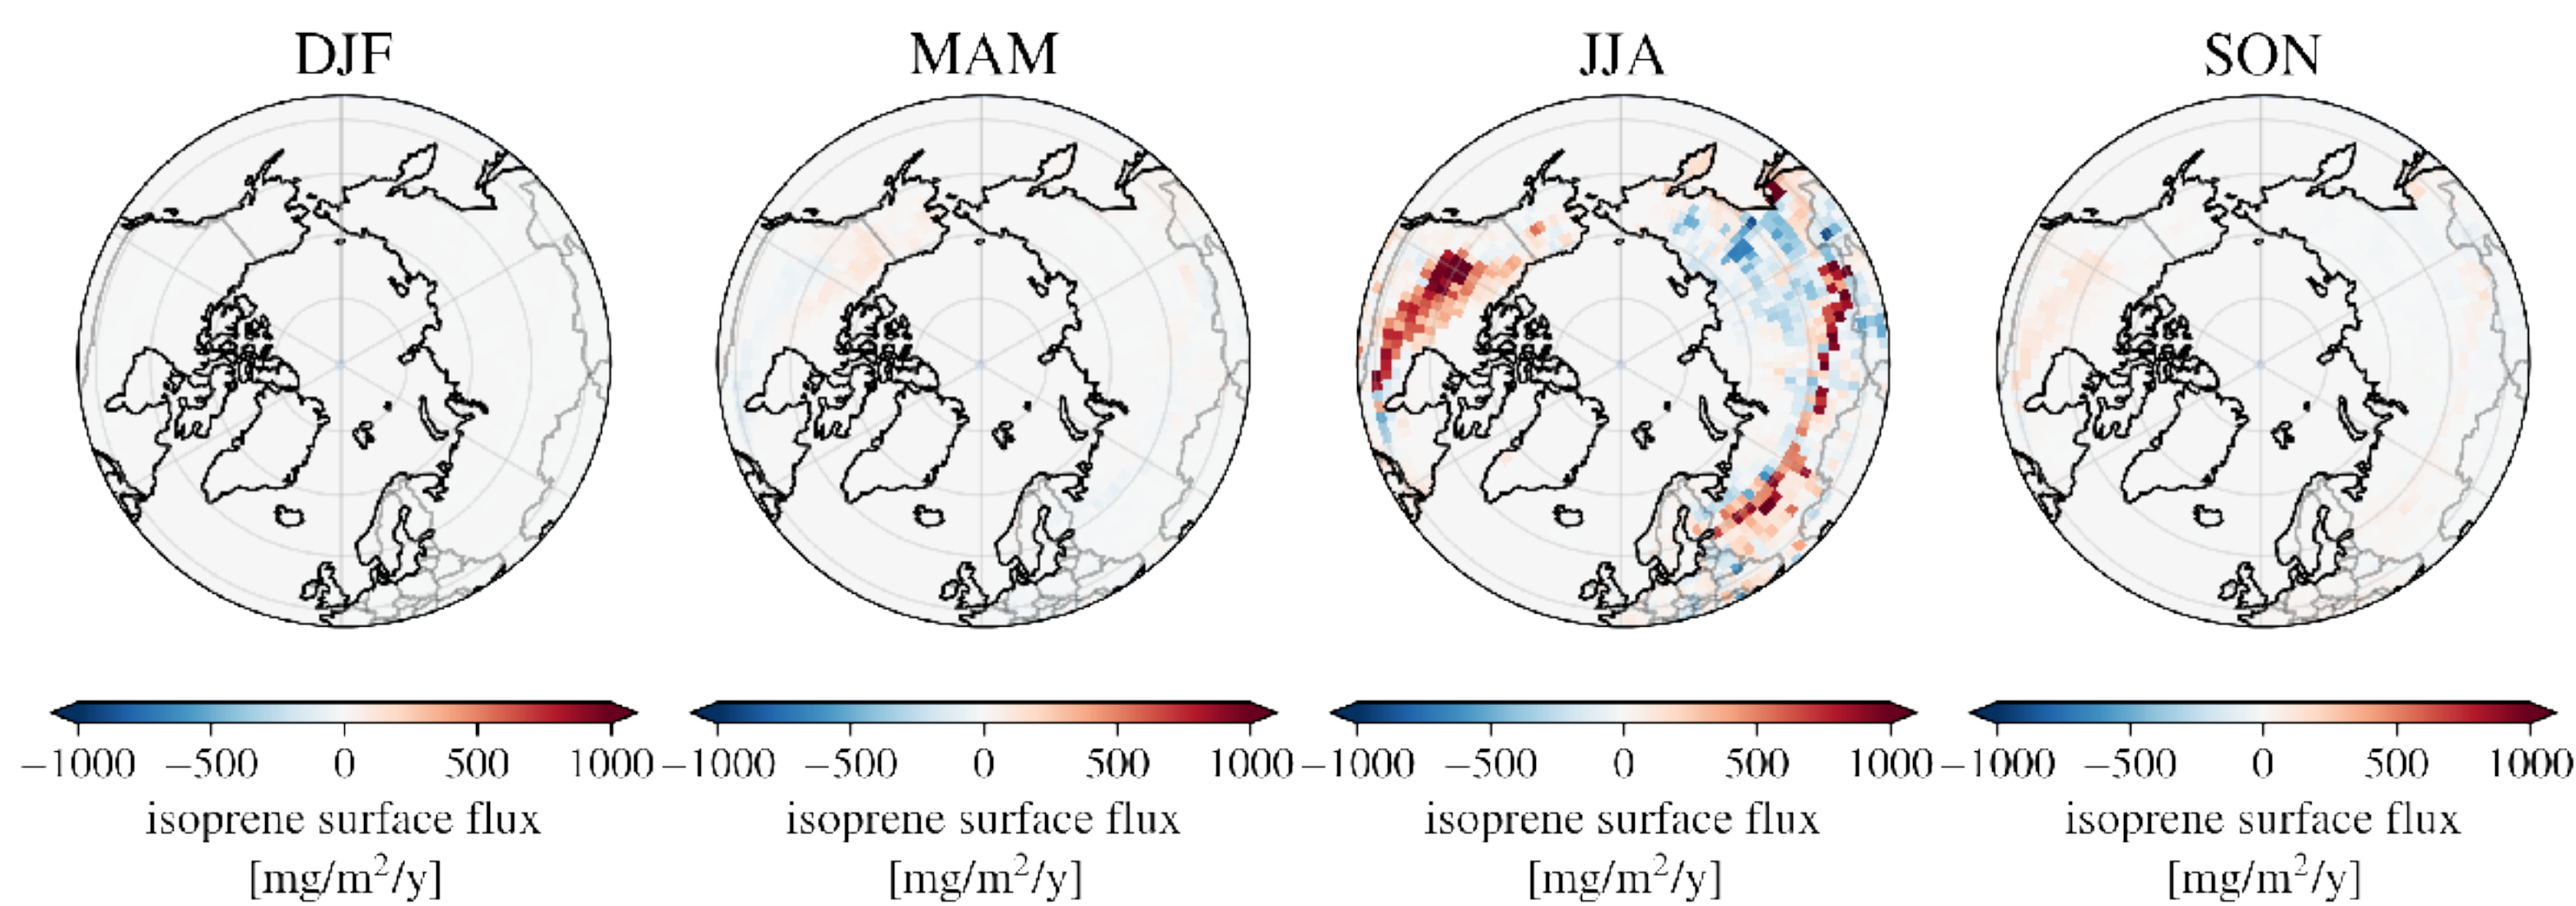 DJF MAM JJA SON
−1000 −500 0 500 1000 −1000 −500 0 500 1000 −1000 −500 0 500 1000 −1000 −500 0 500 1000
isoprene surface flux isoprene surface flux isoprene surface flux isoprene surface flux
[mg/m²/y] [mg/m²/y] [mg/m²/y] [mg/m²/y]